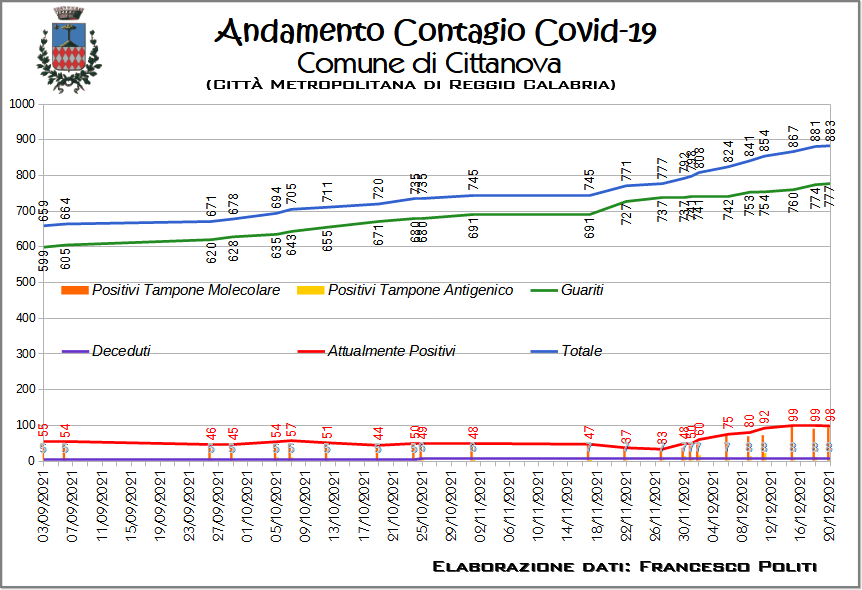 Andamento Contagio Covid-19
Comune di Cittanova
(Città Metropolitana di Reggio Calabria)
1000
900
800
700
600
500
400
300
200
100
0
659 664 671 678 694 705 711 720 735 735 745 745 771 777 792 798 808 824 841 854 867 881 883
599 605 620 628 635 643 655 671 680 680 691 691 727 737 737 741 742 753 754 760 774 777
Positivi Tampone Molecolare Positivi Tampone Antigenico Guariti
Deceduti Attualmente Positivi Totale
55 54 46 45 54 57 51 44 50 49 48 47 37 33 48 50 60 75 80 92 99 99 98
03/09/2021 07/09/2021 11/09/2021 15/09/2021 19/09/2021 23/09/2021 27/09/2021 01/10/2021 05/10/2021 09/10/2021 13/10/2021 17/10/2021 21/10/2021 25/10/2021 29/10/2021 02/11/2021 06/11/2021 10/11/2021 14/11/2021 18/11/2021 22/11/2021 26/11/2021 30/11/2021 04/12/2021 08/12/2021 12/12/2021 16/12/2021 20/12/2021
Elaborazione dati: Francesco Politi